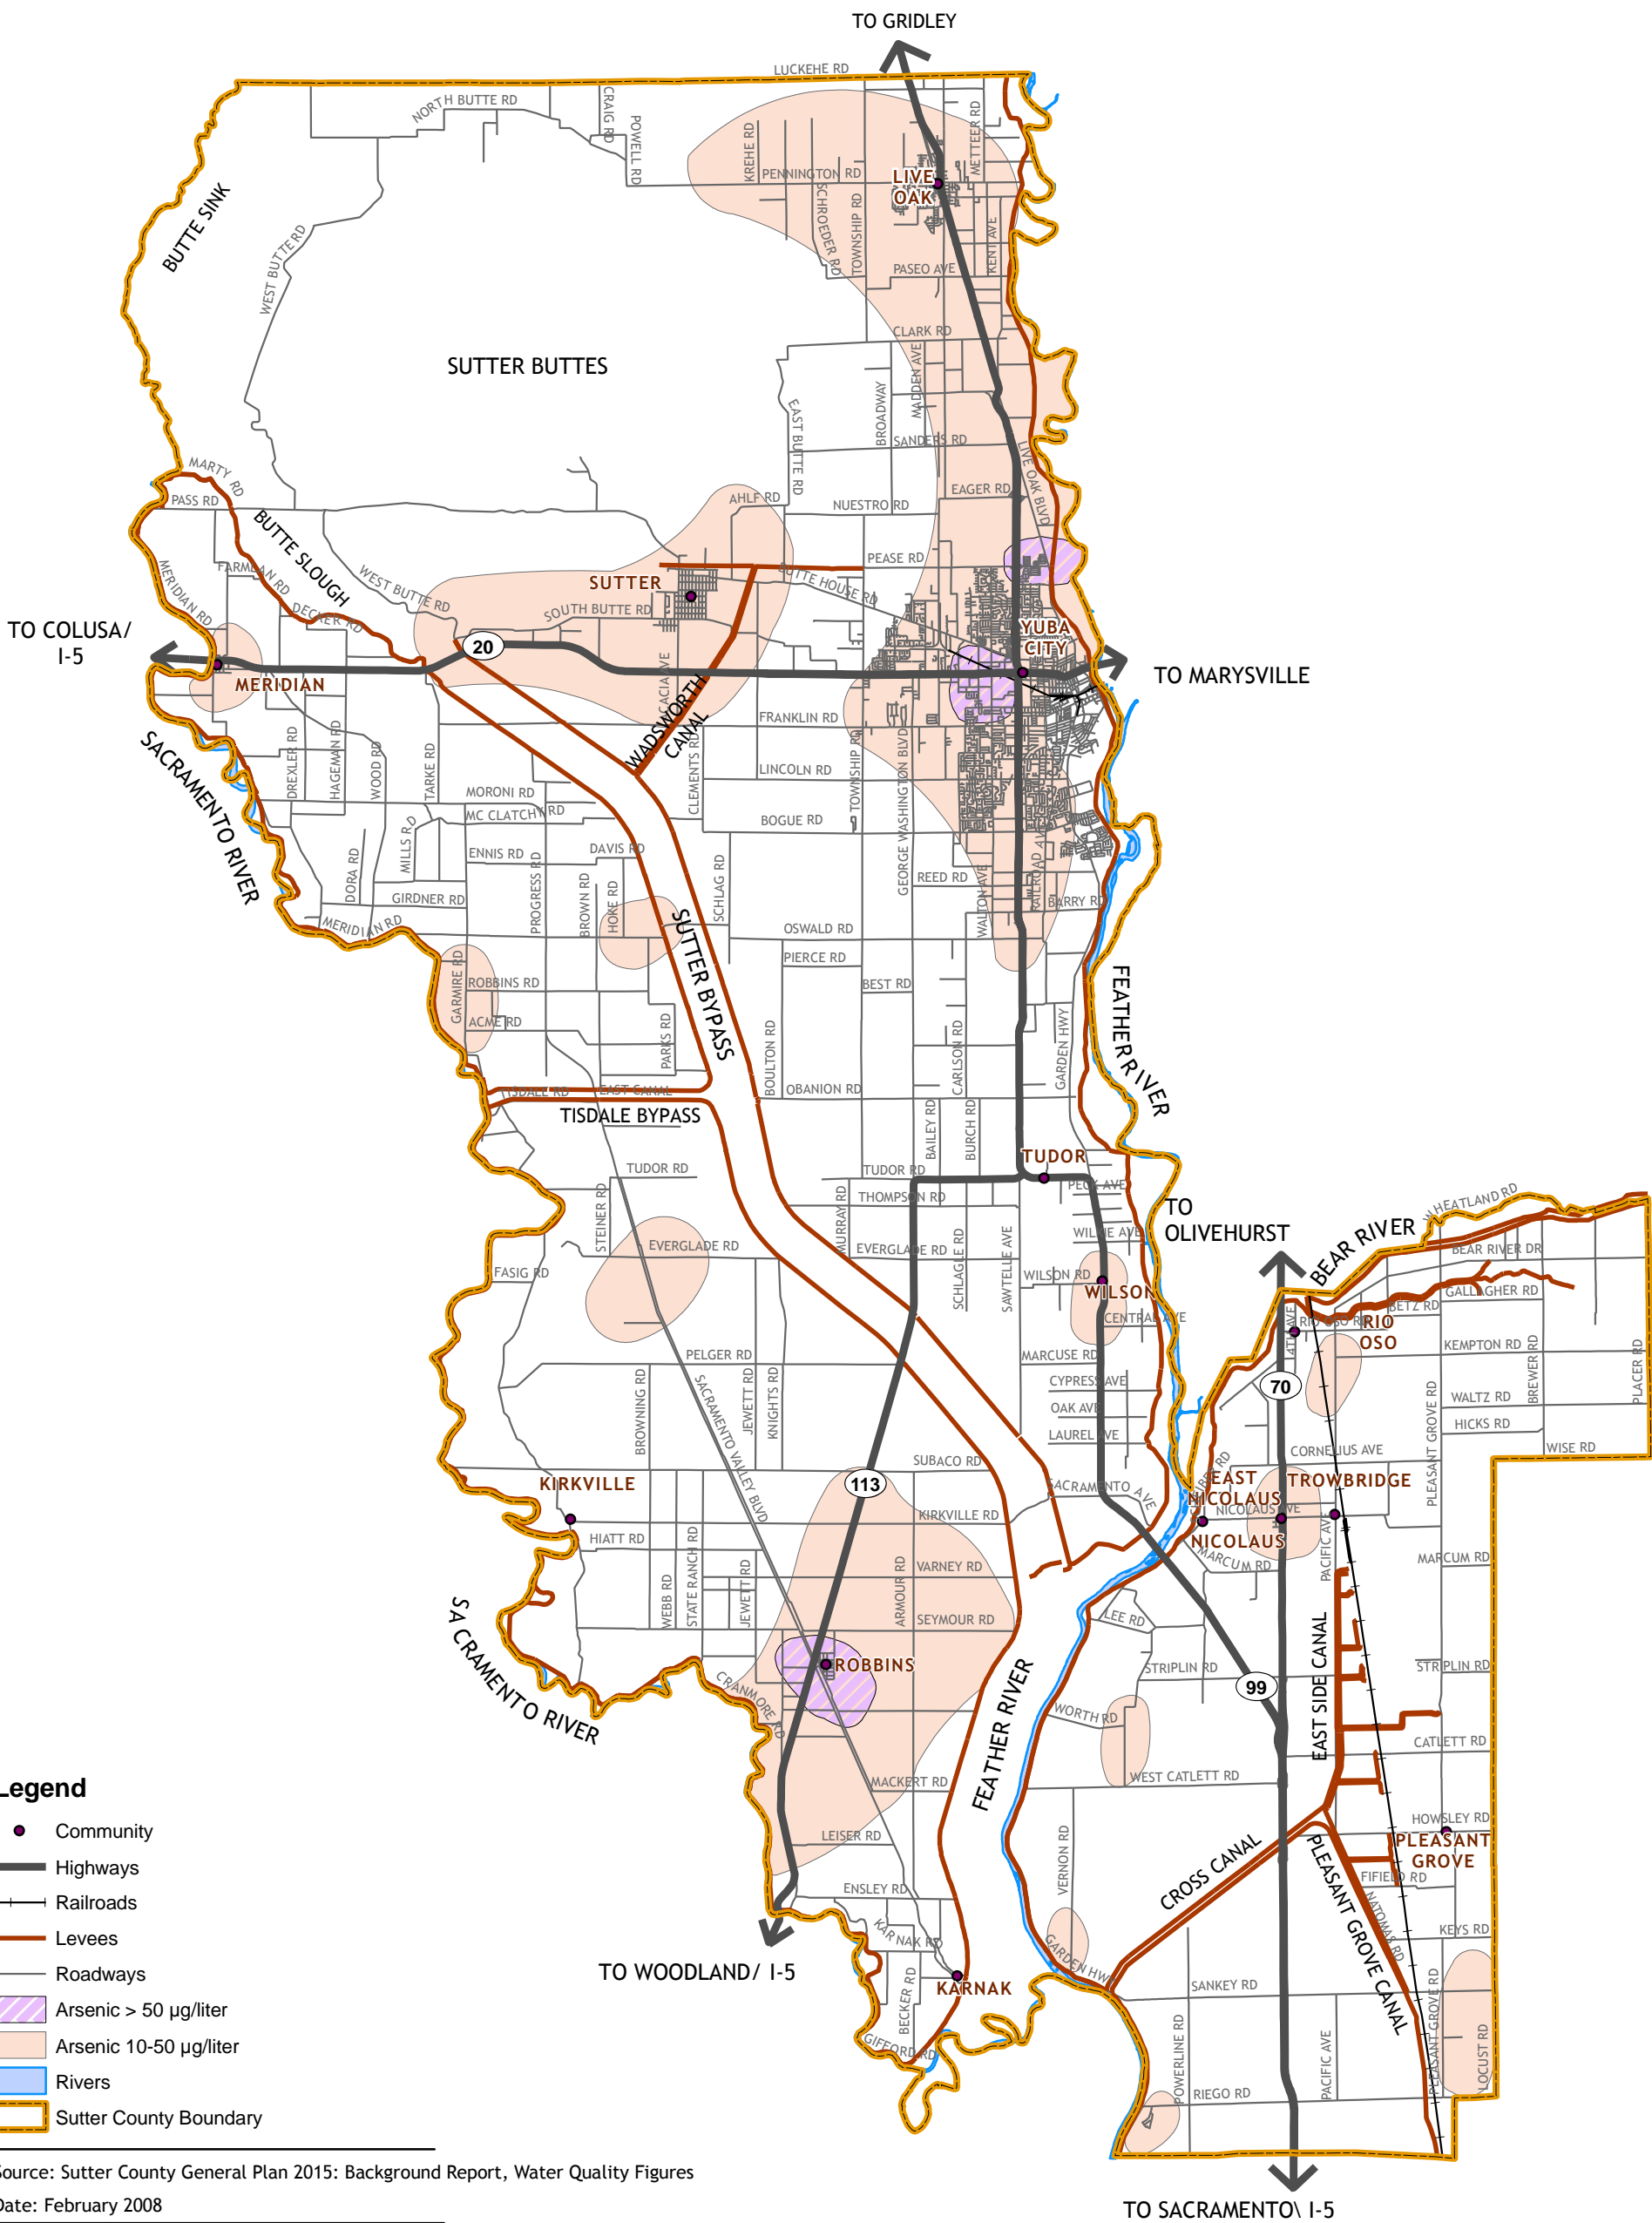 TO GRIDLEY
LUCKEHE RD
NORTH BUTTE RD
CRAIG RD
POWELL RD
KREHE RD
PENNINGTON RD
SCHROEDER RD
TOWNSHIP RD
METTEER RD
LIVE
OAK
KENT AVE
PASEO AVE
BUTTE SINK
WEST BUTTE RD
CLARK RD
SUTTER BUTTES
EAST BUTTE RD
BROADWAY
MADDEN AVE
SANDERS RD
LIVE OAK BLVD
MARTY RD
PASS RD
AHLF RD
EAGER RD
NUESTRO RD
BUTTE SLOUGH
PEASE RD
MERIDIAN RD
FARMLAN RD
WEST BUTTE RD
SUTTER
BUTTE HOUSE RD
DECKER RD
SOUTH BUTTE RD
TO COLUSA/
I-5
20
YUBA
CITY
MERIDIAN
TO MARYSVILLE
ACACIA AVE
WADSWORTH
CANAL
FRANKLIN RD
SACRAMENTO RIVER
DREXLER RD
HAGEMAN RD
WOOD RD
TARKE RD
CLEMENTS RD
LINCOLN RD
TOWNSHIP RD
GEORGE WASHINGTON BLVD
MORONI RD
MC CLATCHY RD
BOGUE RD
MILLS RD
ENNIS RD
DAVIS RD
DORA RD
PROGRESS RD
BROWN RD
HOKE RD
SCHLAG RD
REED RD
WALTON AVE
RAILROAD AVE
GIRDNER RD
BARRY RD
MERIDIAN RD
SUTTER BYPASS
OSWALD RD
GARMIRE RD
PIERCE RD
ROBBINS RD
BEST RD
FEATHER RIVER
ACME RD
PARKS RD
BOULTON RD
CARLSON RD
GARDEN HWY
TISDALE RD
EAST CANAL
OBANION RD
TISDALE BYPASS
BAILEY RD
BURCH RD
TUDOR
TUDOR RD
TUDOR RD
PECK AVE
THOMPSON RD
MURRAY RD
STEINER RD
TO
OLIVEHURST
WHEATLAND RD
BEAR RIVER
WILKIE AVE
EVERGLADE RD
EVERGLADE RD
SCHLAGLE RD
SAWTELLE AVE
BEAR RIVER DR
FASIG RD
WILSON RD
WILSON
GALLAGHER RD
BETZ RD
CENTRAL AVE
4TH AVE
RIO OSO RD
RIO
OSO
KEMPTON RD
BREWER RD
PLACER RD
PELGER RD
MARCUSE RD
BROWNING RD
SACRAMENTO VALLEY BLVD
JEWETT RD
KNIGHTS RD
CYPRESS AVE
70
PLEASANT GROVE RD
WALTZ RD
OAK AVE
HICKS RD
LAUREL AVE
CORNELIUS AVE
WISE RD
SUBACO RD
KIRKVILLE
113
SACRAMENTO AVE
EAST
NICOLAUS
TROWBRIDGE
NICOLAUS AVE
KIRKVILLE RD
HIATT RD
NICOLAUS
PACIFIC AVE
MARCUM RD
MARCUM RD
VARNEY RD
ARMOUR RD
WEBB RD
STATE RANCH RD
JEWETT RD
SEYMOUR RD
LEE RD
SACRAMENTO RIVER
ROBBINS
STRIPLIN RD
STRIPLIN RD
CRANMORE RD
99
EAST SIDE CANAL
FEATHER RIVER
WORTH RD
CATLETT RD
MACKERT RD
WEST CATLETT RD
HOWSLEY RD
LEISER RD
VERNON RD
PLEASANT
GROVE
CROSS CANAL
FIFIELD RD
ENSLEY RD
PLEASANT GROVE CANAL
NATOMAS RD
KARNAK RD
KEYS RD
TO WOODLAND/ I-5
GARDEN HWY
KARNAK
SANKEY RD
BECKER RD
GIFFORD RD
POWERLINE RD
PACIFIC AVE
PLEASANT GROVE RD
LOCUST RD
RIEGO RD
TO SACRAMENTO\ I-5
Legend
Community
Highways
Railroads
Levees
Roadways
Arsenic > 50 µg/liter
Arsenic 10-50 µg/liter
Rivers
Sutter County Boundary
Source: Sutter County General Plan 2015: Background Report, Water Quality Figures
Date: February 2008